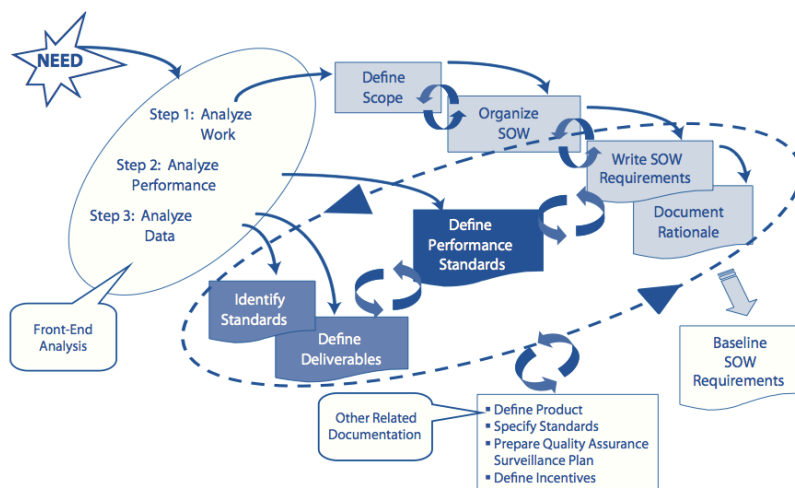 NEED
Step 1: Analyze
Work
Step 2: Analyze
Performance
Step 3: Analyze
Data
Front-End
Analysis
Define
Scope
Organize
SOW
Write SOW
Requirements
Document
Rationale
Define
Performance
Standards
Identify
Standards
Define
Deliverables
Baseline
SOW
Requirements
Other Related
Documentation
▪ Define Product
▪ Specify Standards
▪ Prepare Quality Assurance
Surveillance Plan
▪ Define Incentives